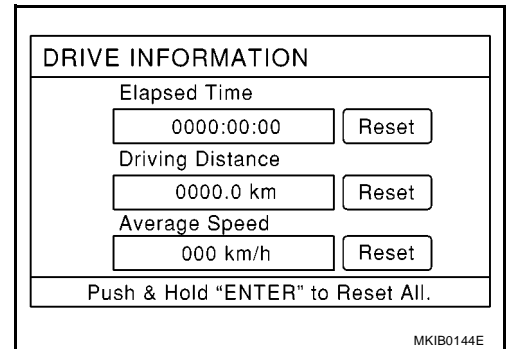 DRIVE INFORMATION
Elapsed Time
0000:00:00 Reset
Driving Distance
0000.0 km Reset
Average Speed
000 km/h Reset
Push & Hold “ENTER” to Reset All.
MKIB0144E